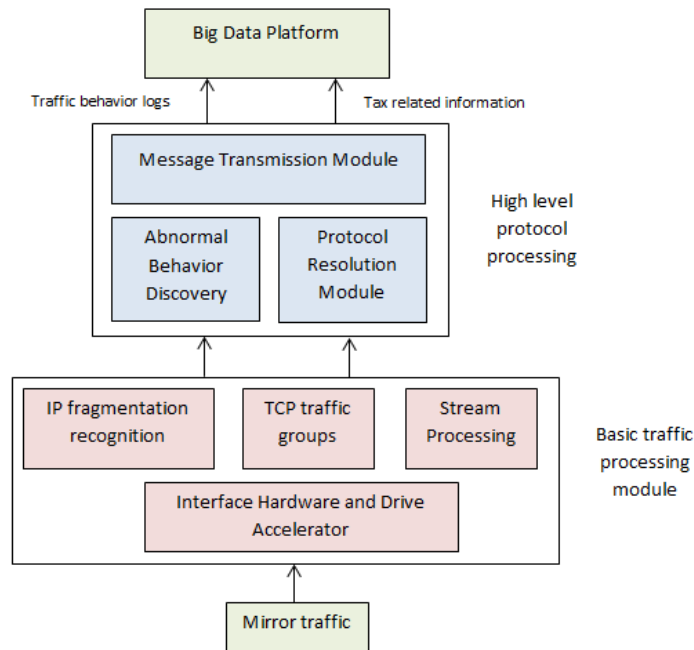 Big Data Platform
Traffic behavior logs
Tax related information
Message Transmission Module
High level
protocol
processing
Abnormal
Behavior
Discovery
Protocol
Resolution
Module
IP fragmentation
recognition
TCP traffic
groups
Stream
Processing
Basic traffic
processing
module
Interface Hardware and Drive
Accelerator
Mirror traffic